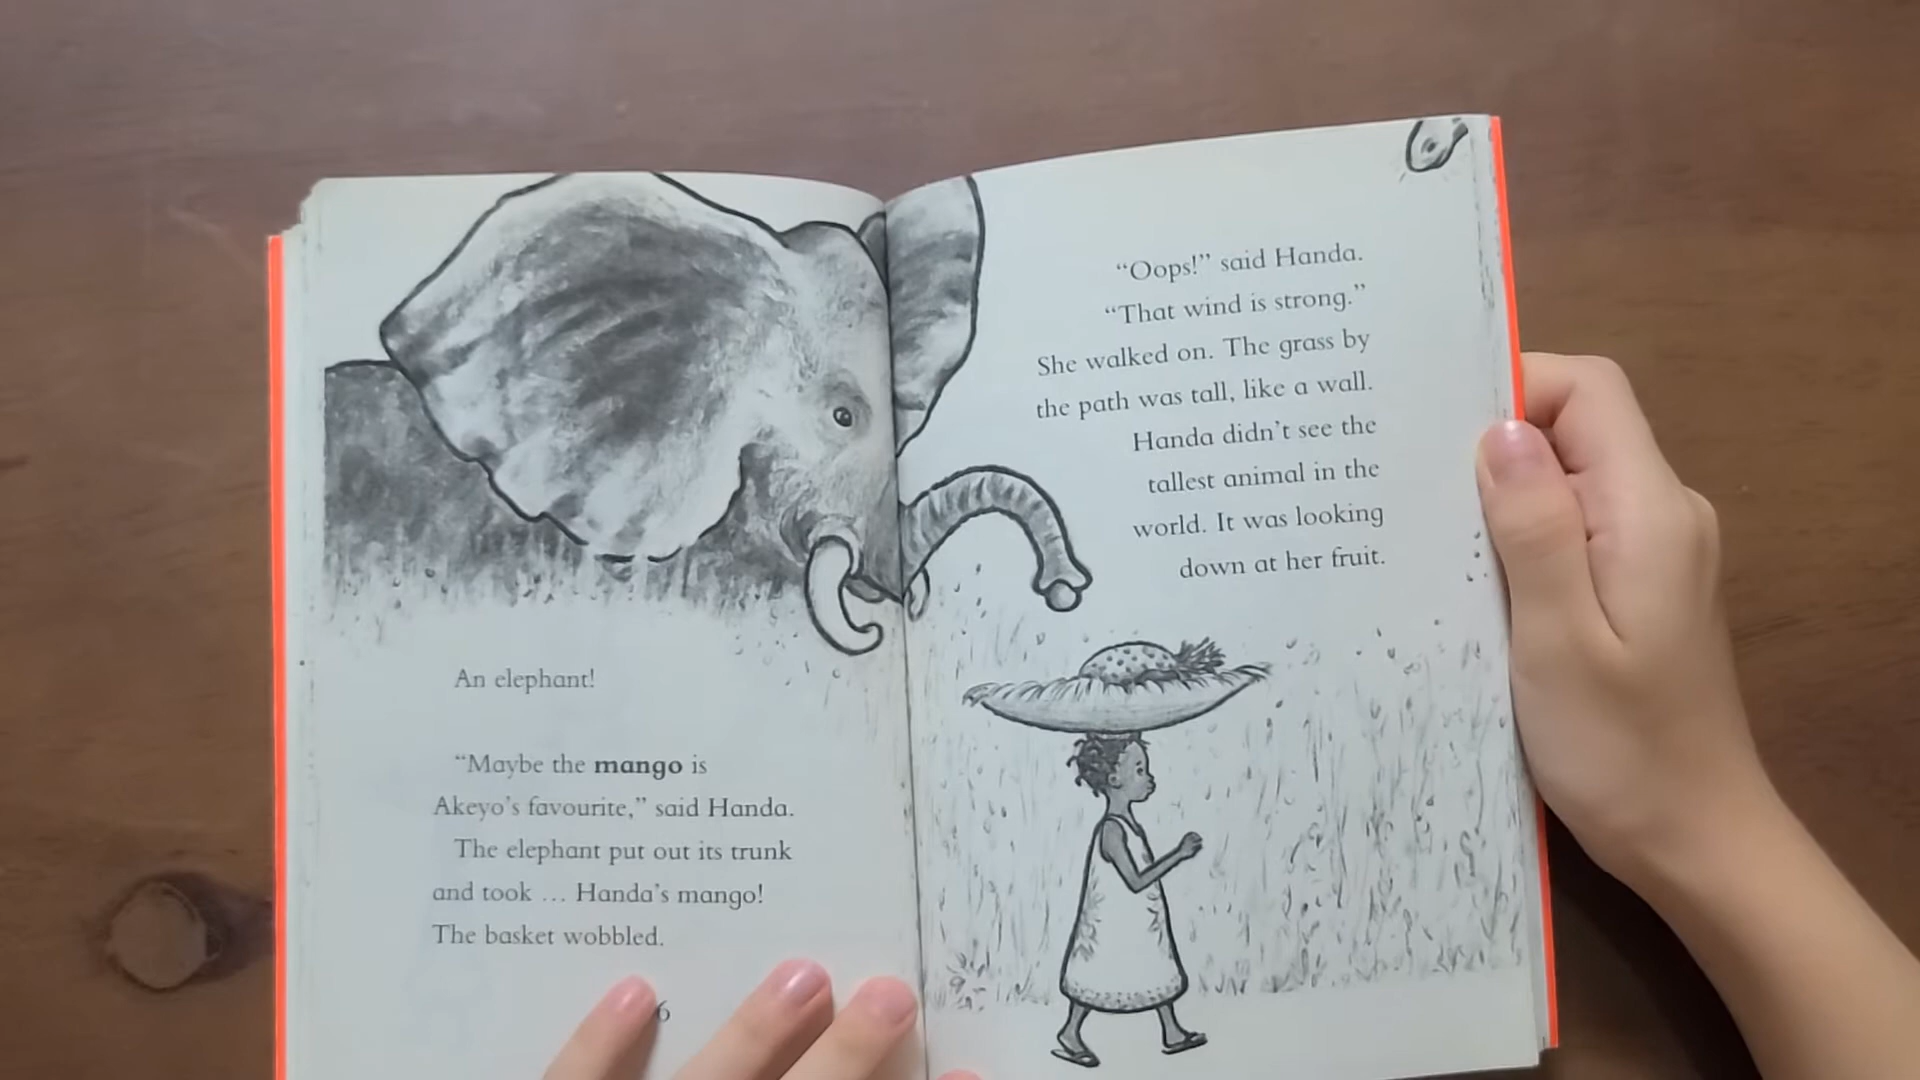 An elephant!
“Maybe the mango is
Akeyo’s favourite,” said Handa.
The elephant put out its trunk
and took … Handa’s mango!
The basket wobbled.
6
“Oops!” said Handa.
“That wind is strong.”
She walked on. The grass by
the path was tall, like a wall.
Handa didn’t see the
tallest animal in the
world. It was looking
down at her fruit.